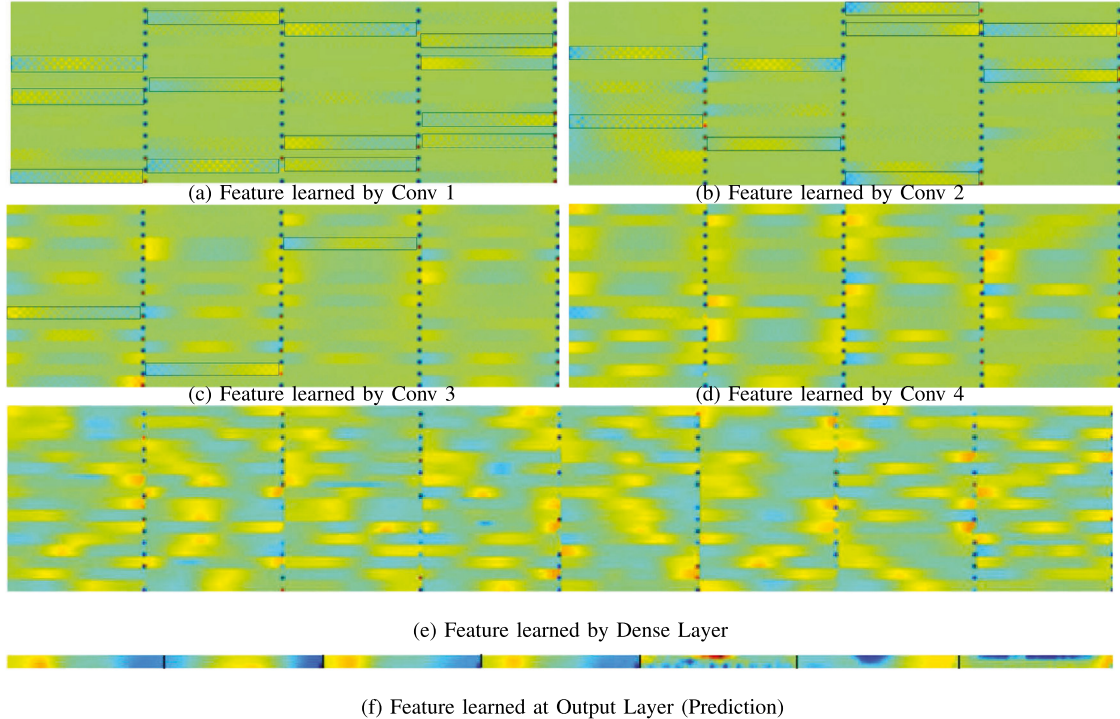 (a) Feature learned by Conv 1
(b) Feature learned by Conv 2
(c) Feature learned by Conv 3
(d) Feature learned by Conv 4
(e) Feature learned by Dense Layer
(f) Feature learned at Output Layer (Prediction)